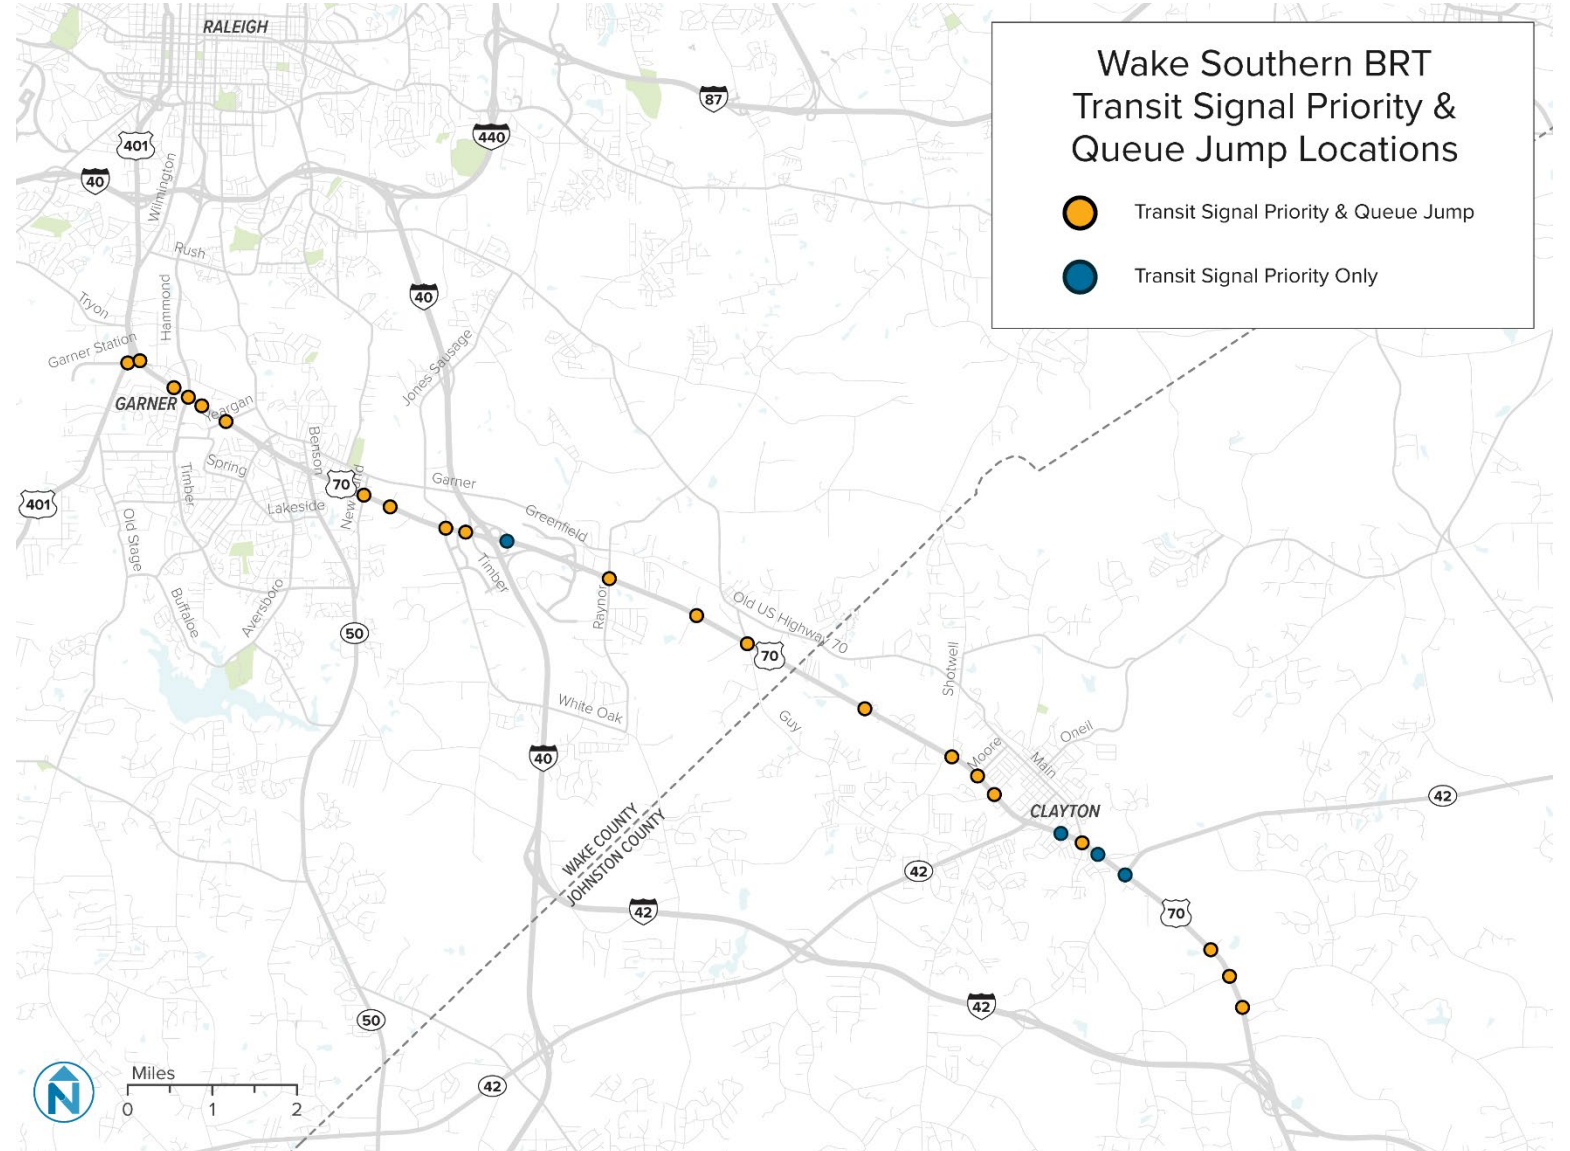 RALEIGH
Wake Southern BRT
Transit Signal Priority &
Queue Jump Locations
Transit Signal Priority & Queue Jump
Transit Signal Priority Only
87
440
401
40
Wilmington
Rush
Hammond
Tryon
40
Garner Station
Jones Sausage
GARNER
Yeargan
Benson
Spring
Timber
70
Garner
401
Lakeside
Old Stage
Greenfield
Timber
Buffaloe
Aversboro
Raynor
50
Old US Highway 70
70
Shotwell
White Oak
Guy
Oneil
Moore
Main
40
42
CLAYTON
WAKE COUNTY
JOHNSTON COUNTY
42
42
70
42
50
Miles
0 1 2
N
42